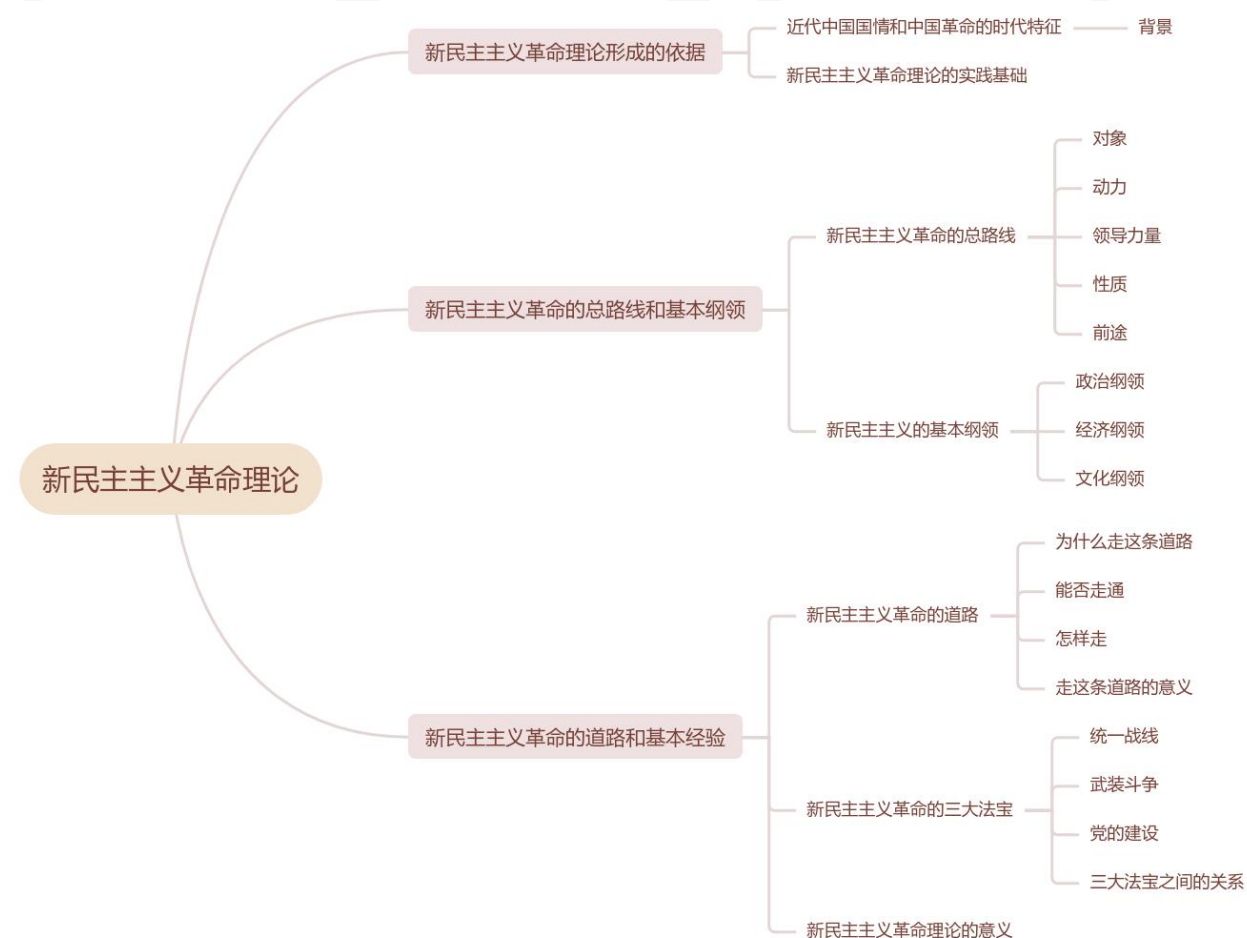 新民主主义革命理论
新民主主义革命理论形成的依据
近代中国国情和中国革命的时代特征
背景
新民主主义革命理论的实践基础
新民主主义革命的总路线和基本纲领
新民主主义革命的总路线
对象
动力
领导力量
性质
前途
新民主主义的基本纲领
政治纲领
经济纲领
文化纲领
新民主主义革命的道路和基本经验
新民主主义革命的道路
为什么走这条道路
能否走通
怎样走
走这条道路的意义
新民主主义革命的三大法宝
统一战线
武装斗争
党的建设
三大法宝之间的关系
新民主主义革命理论的意义